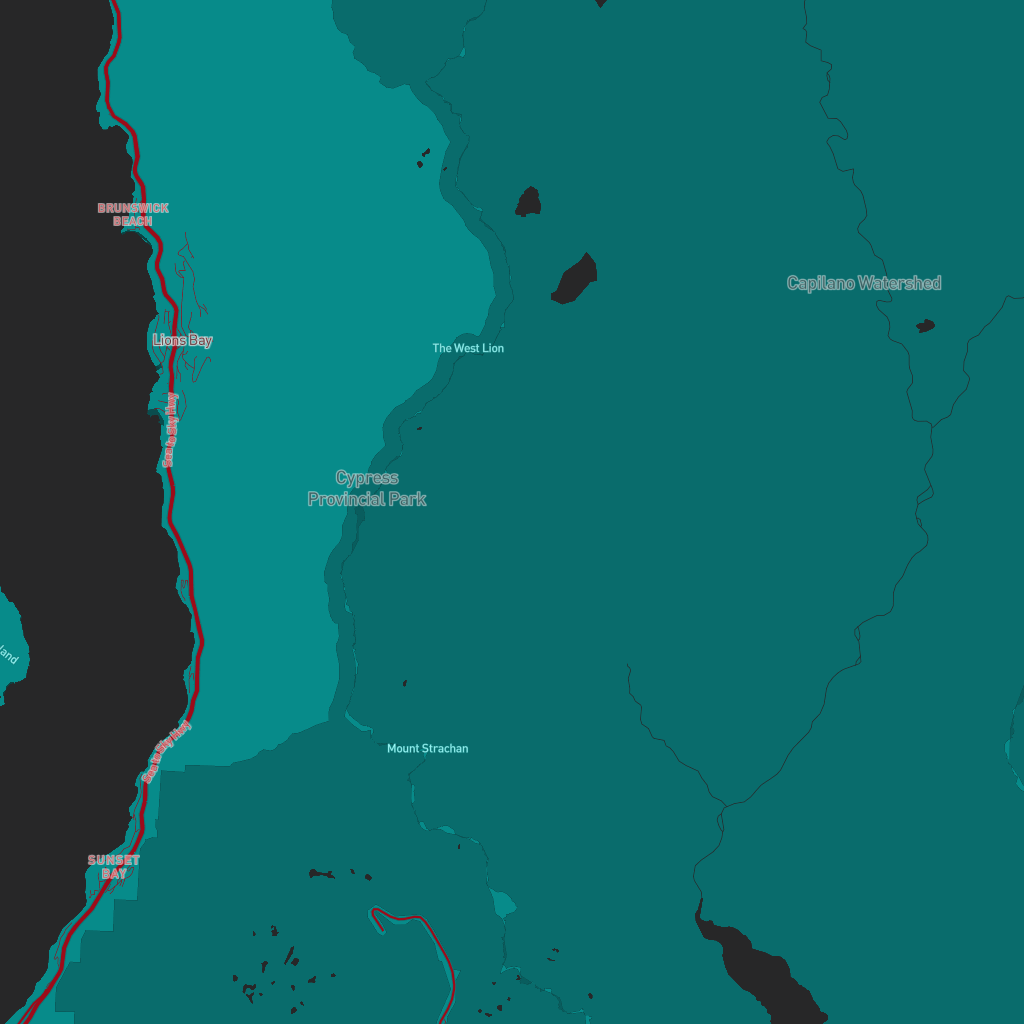 BRUNSWICK
BEACH
Capilano Watershed
Lions Bay
The West Lion
Sea to Sky Hwy
Cypress
Provincial Park
Mount Strachan
Sea to Sky Hwy
SUNSET
BAY